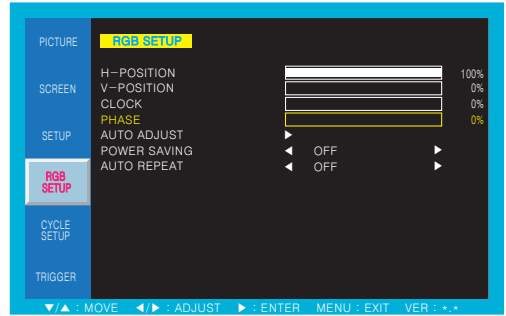 PICTURE
SCREEN
SETUP
RGB
SETUP
CYCLE
SETUP
TRIGGER
RGB SETUP
H-POSITION 100%
V-POSITION 0%
CLOCK 0%
PHASE 0%
AUTO ADJUST ▶
POWER SAVING ◀ OFF ▶
AUTO REPEAT ◀ OFF ▶
▼/▲ : MOVE ◀/▶ : ADJUST ▶ : ENTER MENU : EXIT VER : *.*